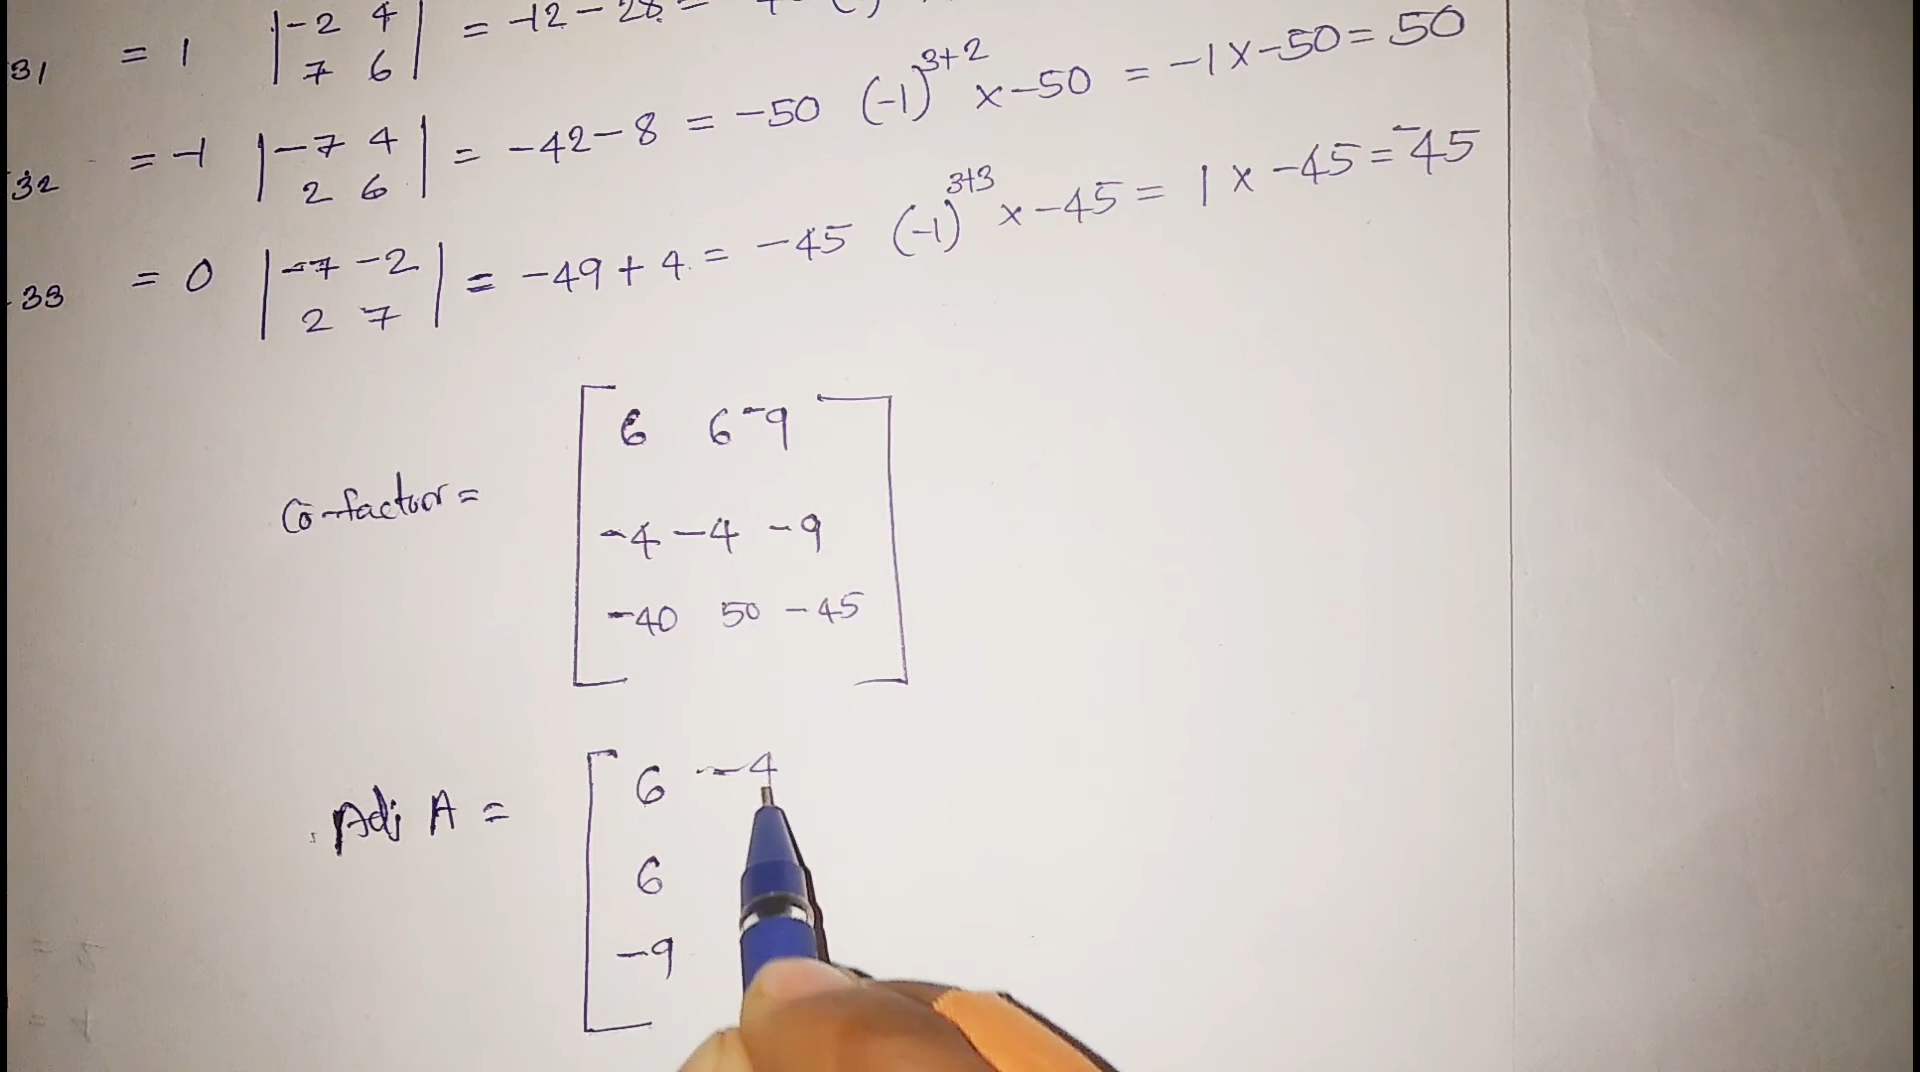 31 = 1 |-2 4| = -12 - 28 =
|7 6|
32 = -1 |-7 4| = -42 - 8 = -50 (-1)^3+2 x -50 = -1 x -50 = 50
|2 6|
33 = 0 |-7 -2| = -49 + 4 = -45 (-1)^3+3 x -45 = 1 x -45 = -45
|2 7|
6 6 -9
Co-factor =
-4 -4 -9
-40 50 -45
Adj A =
6 -4
6
-9